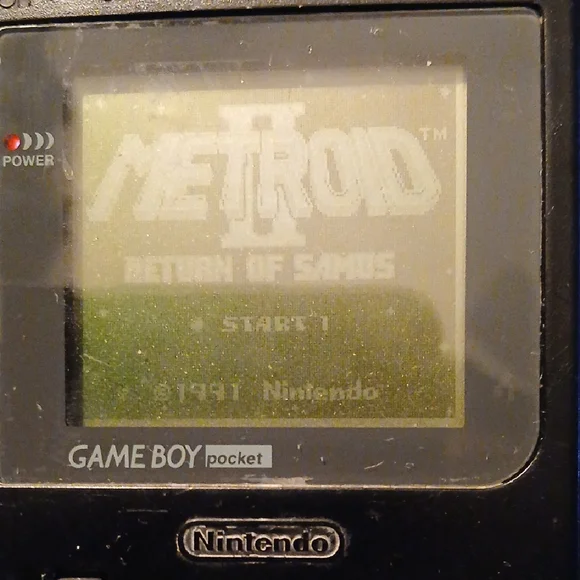 POWER
METROID™
II
RETURN OF SAMUS
START 1
©1991 Nintendo
GAME BOY pocket
Nintendo